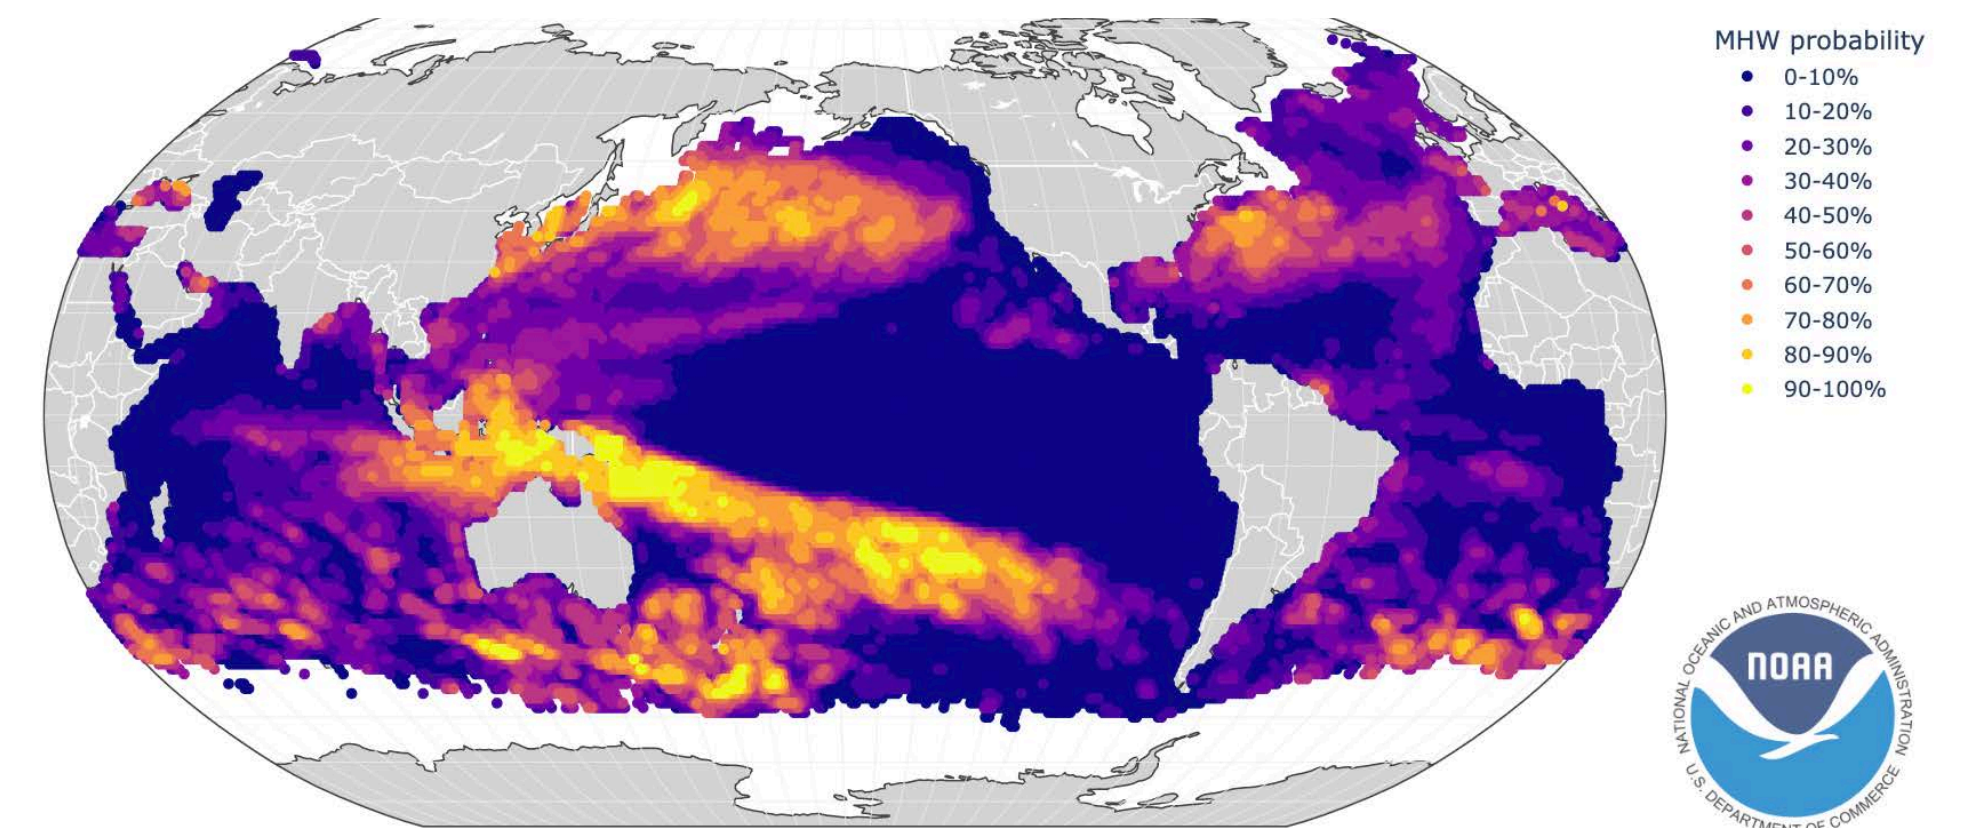 MHW probability
0-10%
10-20%
20-30%
30-40%
40-50%
50-60%
60-70%
70-80%
80-90%
90-100%
NATIONAL OCEANIC AND ATMOSPHERIC ADMINISTRATION
NOAA
U.S. DEPARTMENT OF COMMERCE